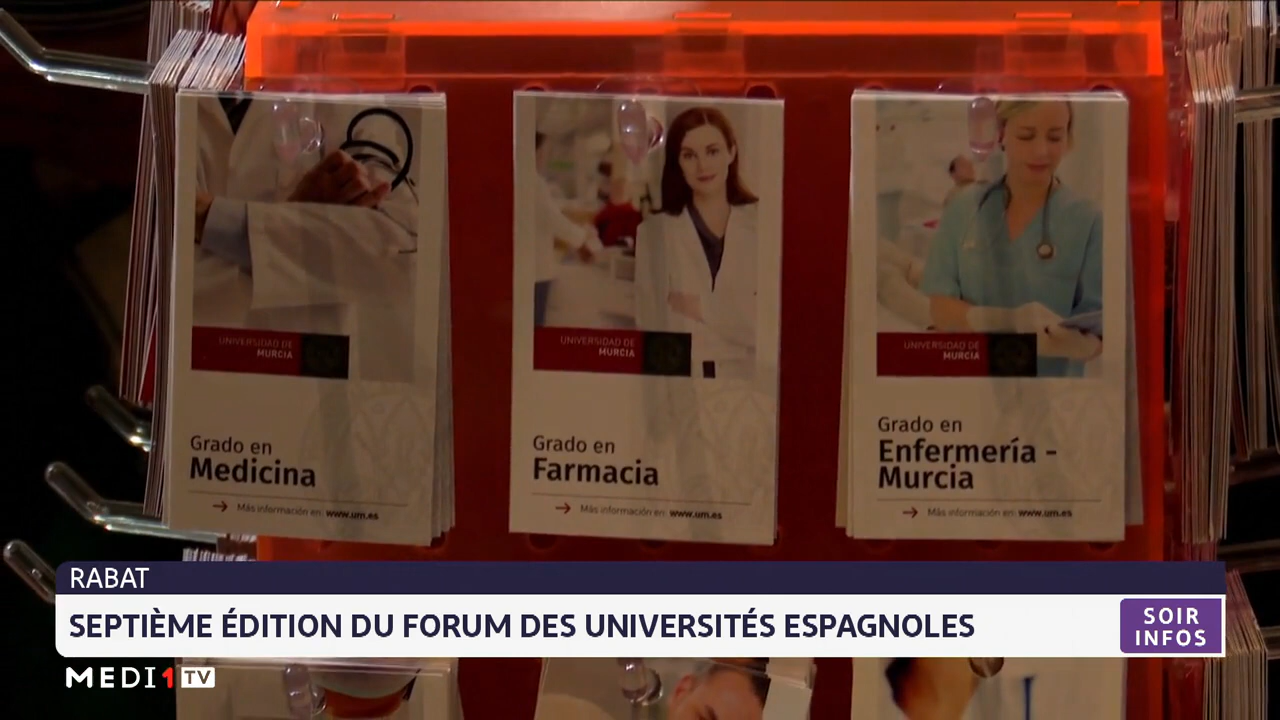 UNIVERSIDAD DE
MURCIA
Grado en
Medicina
Más información en: www.um.es
UNIVERSIDAD DE
MURCIA
Grado en
Farmacia
Más información en: www.um.es
UNIVERSIDAD DE
MURCIA
Grado en
Enfermería -
Murcia
Más información en: www.um.es
RABAT
SEPTIÈME ÉDITION DU FORUM DES UNIVERSITÉS ESPAGNOLES
SOIR
INFOS
MEDI1 TV